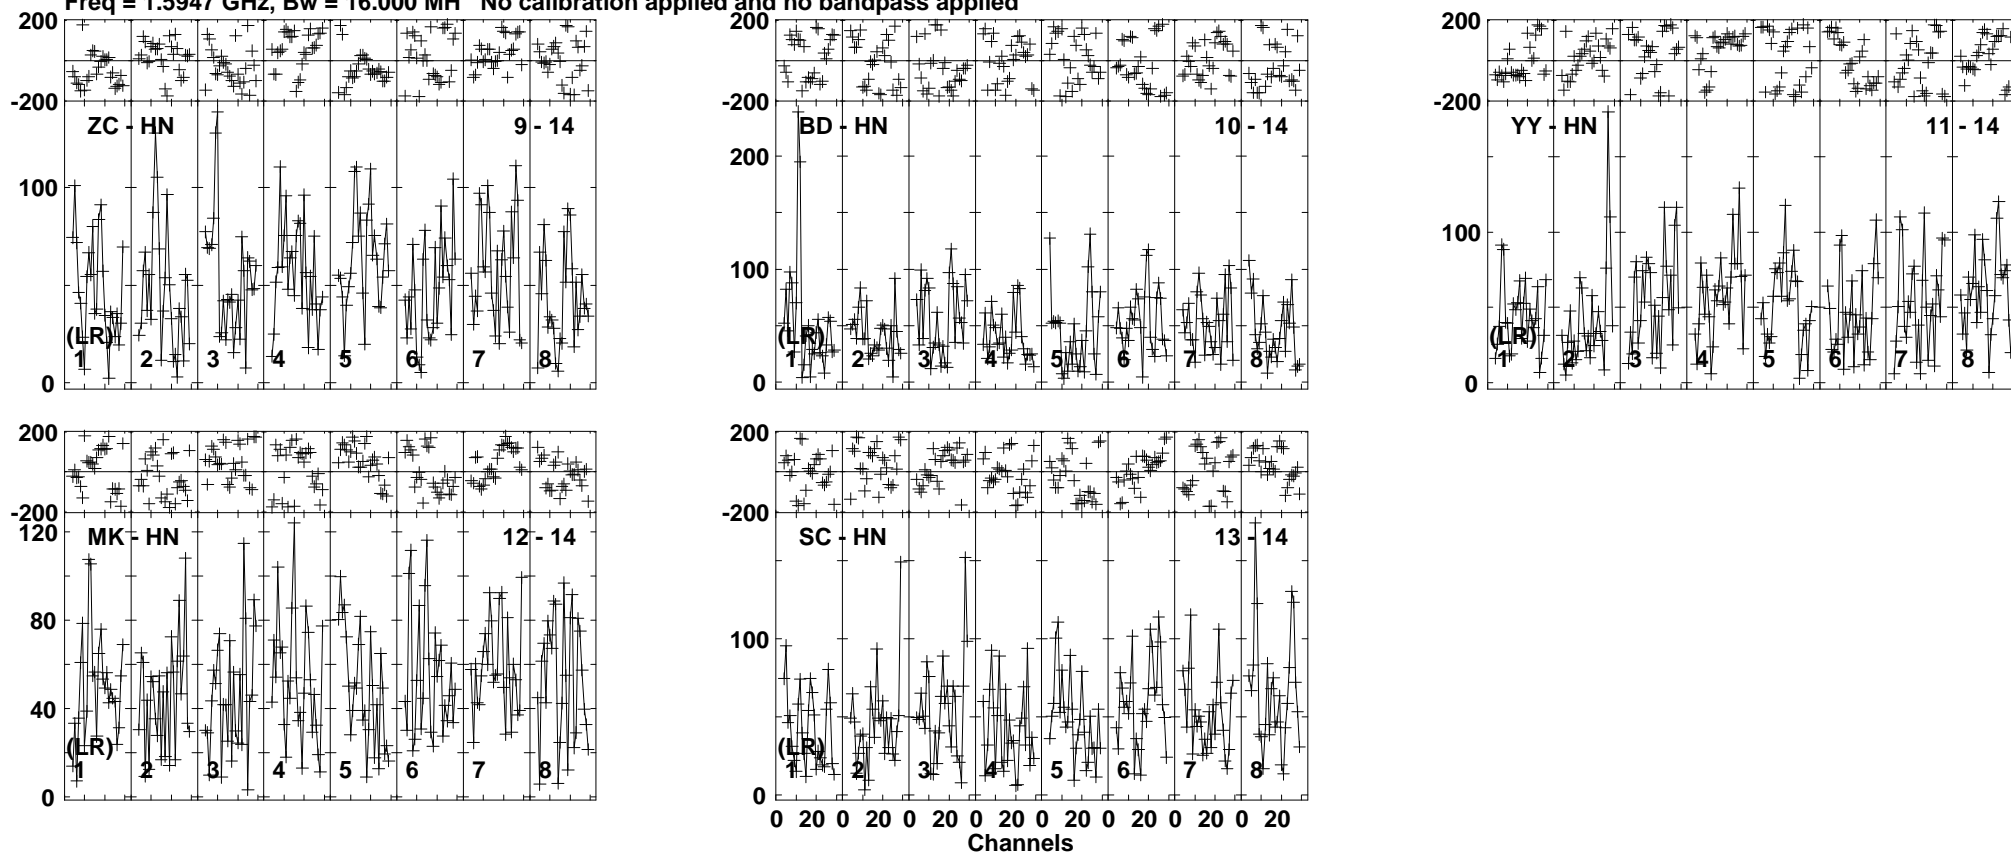 Freq = 1.5947 GHz, Bw = 16.000 MH No calibration applied and no bandpass applied
200
-200
ZC - HN 9 - 14
100
0
(LR)
1 2 3 4 5 6 7 8
200
-200
BD - HN 10 - 14
200
100
0
(LR)
1 2 3 4 5 6 7 8
200
-200
YY - HN 11 - 14
100
0
(LR)
1 2 3 4 5 6 7 8
200
-200
MK - HN 12 - 14
120
80
40
0
(LR)
1 2 3 4 5 6 7 8
200
-200
SC - HN 13 - 14
100
0
(LR)
1 2 3 4 5 6 7 8
0 20 0 20 0 20 0 20 0 20 0 20 0 20 0 20
Channels